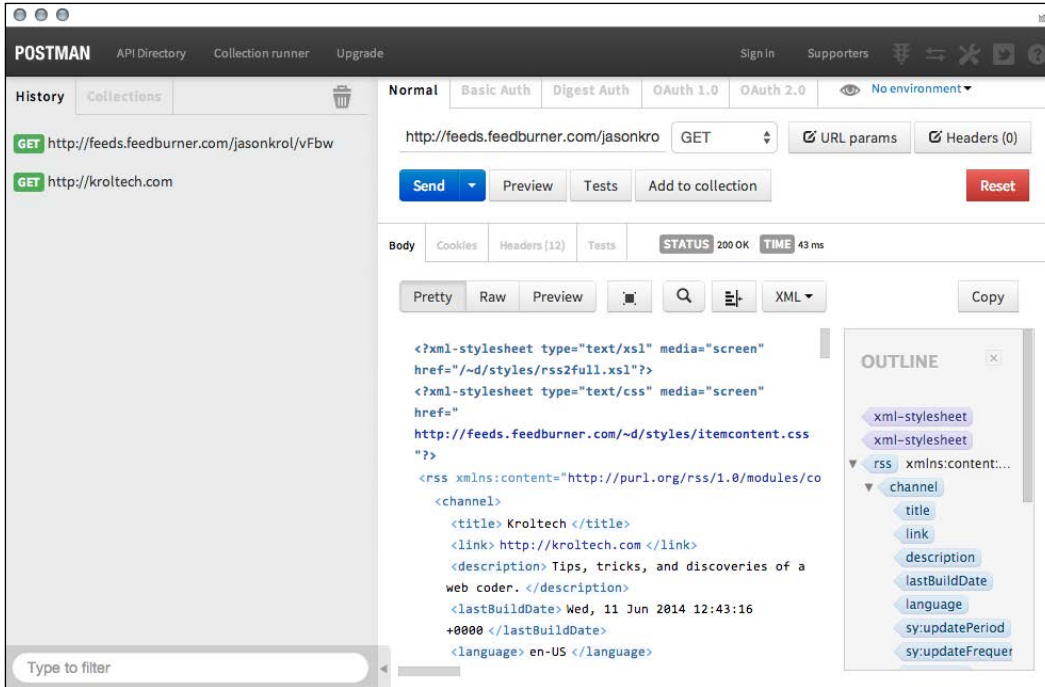 POSTMAN API Directory Collection runner Upgrade Sign in Supporters
History Collections
GET http://feeds.feedburner.com/jasonkrol/vFbw
GET http://kroltech.com
Type to filter
Normal Basic Auth Digest Auth OAuth 1.0 OAuth 2.0 No environment
http://feeds.feedburner.com/jasonkro GET URL params Headers (0)
Send Preview Tests Add to collection Reset
Body Cookies Headers (12) Tests STATUS 200 OK TIME 43 ms
Pretty Raw Preview XML Copy
<?xml-stylesheet type="text/xsl" media="screen"
href="/~d/styles/rss2full.xsl"?>
<?xml-stylesheet type="text/css" media="screen"
href="
http://feeds.feedburner.com/~d/styles/itemcontent.css
"?>
<rss xmlns:content="http://purl.org/rss/1.0/modules/co
<channel>
<title> Kroltech </title>
<link> http://kroltech.com </link>
<description> Tips, tricks, and discoveries of a
web coder. </description>
<lastBuildDate> Wed, 11 Jun 2014 12:43:16
+0000 </lastBuildDate>
<language> en-US </language>
OUTLINE
xml-stylesheet
xml-stylesheet
rss xmlns:content:...
channel
title
link
description
lastBuildDate
language
sy:updatePeriod
sy:updateFrequer